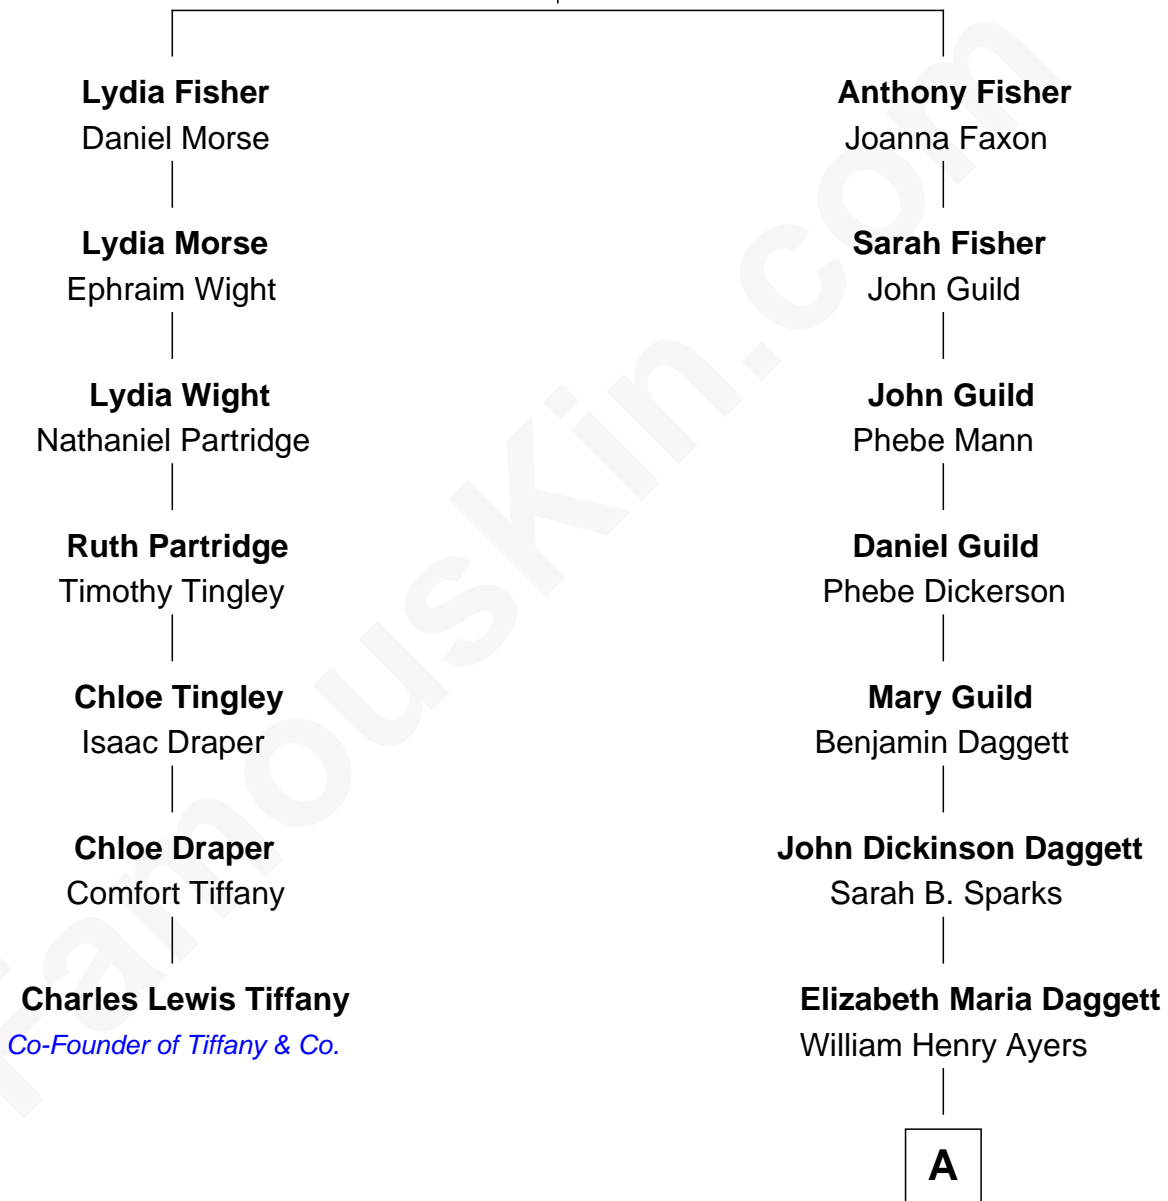 Lydia Fisher
Daniel Morse
Lydia Morse
Ephraim Wight
Lydia Wight
Nathaniel Partridge
Ruth Partridge
Timothy Tingley
Chloe Tingley
Isaac Draper
Chloe Draper
Comfort Tiffany
Charles Lewis Tiffany
Co-Founder of Tiffany & Co.
Anthony Fisher
Joanna Faxon
Sarah Fisher
John Guild
John Guild
Phebe Mann
Daniel Guild
Phebe Dickerson
Mary Guild
Benjamin Daggett
John Dickinson Daggett
Sarah B. Sparks
Elizabeth Maria Daggett
William Henry Ayers
A
FamousKin.com